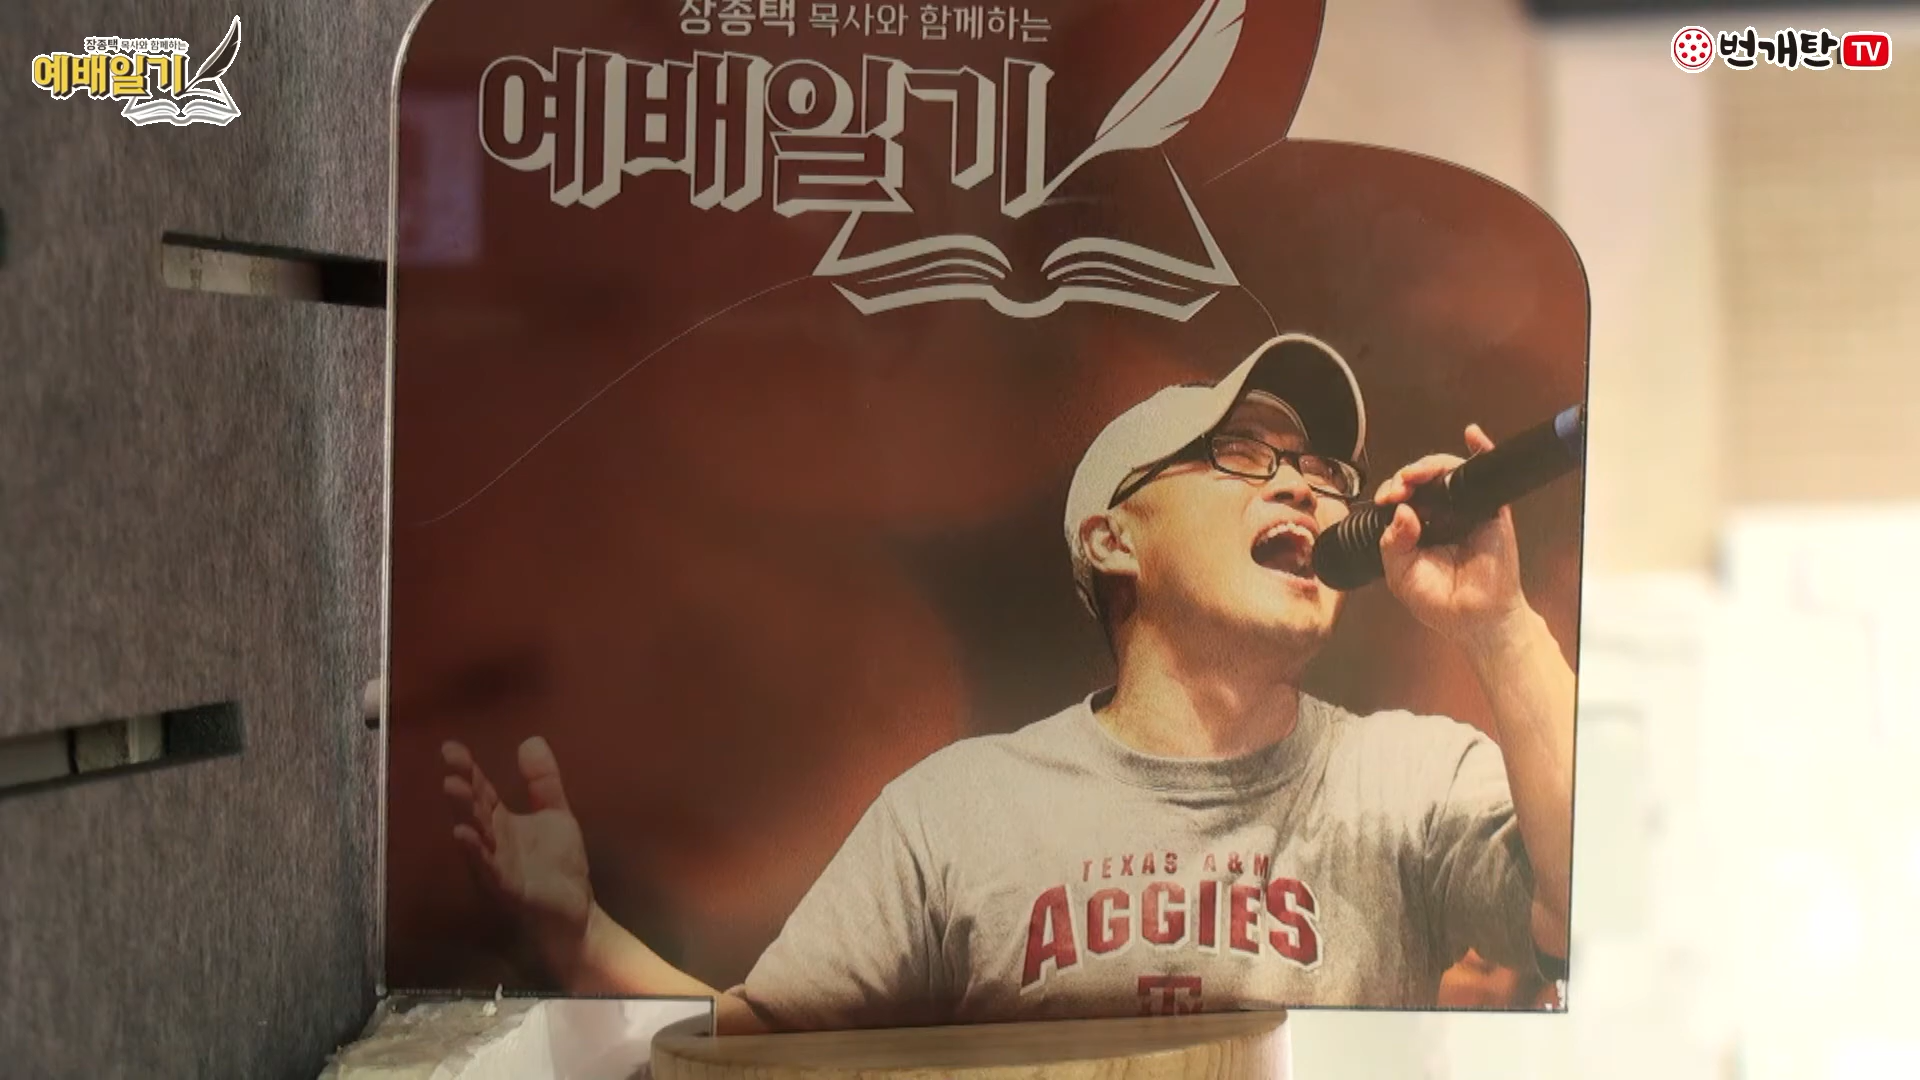 장종택 목사와 함께하는
예배일기
번개탄 TV
장종택 목사와 함께하는
예배일기
TEXAS A&M
AGGIES